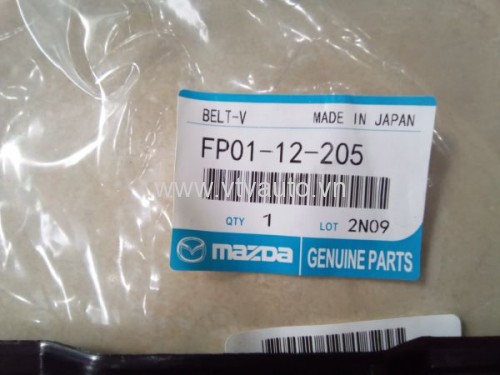 BELT-V MADE IN JAPAN
FP01-12-205
www.vtvauto.vn
QTY 1 LOT 2N09
mazda GENUINE PARTS